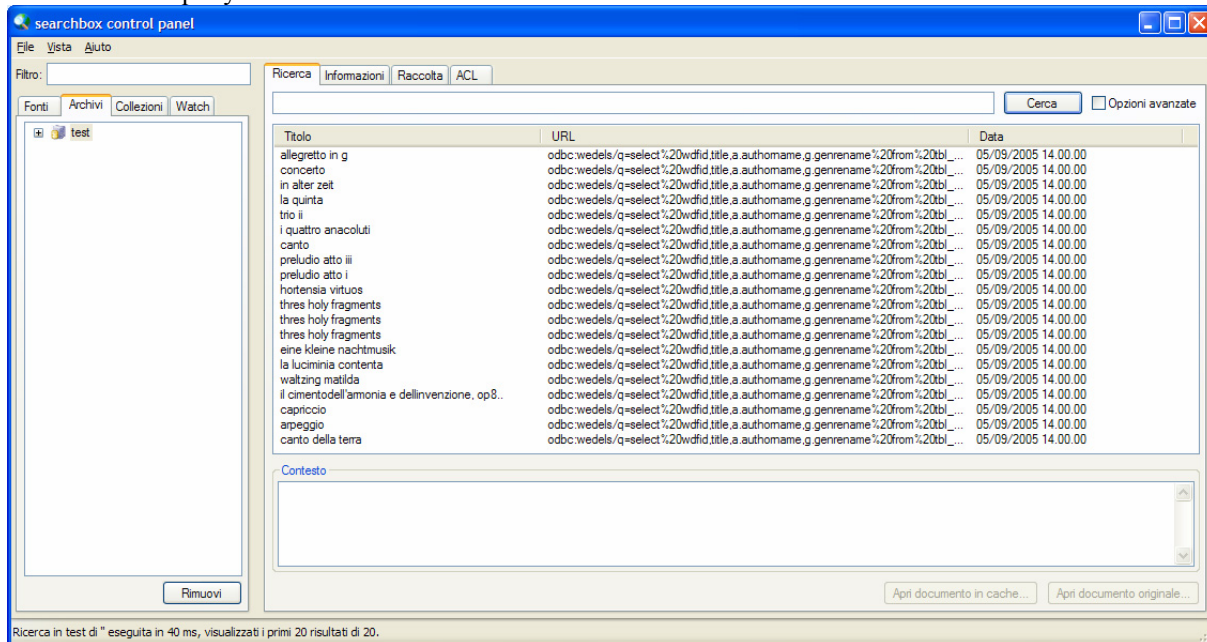 searchbox control panel
File Vista Aiuto
Filtro:
Fonti Archivi Collezioni Watch
test
Rimuovi
Ricerca Informazioni Raccolta ACL
Cerca Opzioni avanzate
Titolo URL Data
allegretto in g odbc:wedels/q=select%20wdfid,title,a.authorname,g.genrename%20from%20tbl_... 05/09/2005 14.00.00
concerto odbc:wedels/q=select%20wdfid,title,a.authorname,g.genrename%20from%20tbl_... 05/09/2005 14.00.00
in alter zeit odbc:wedels/q=select%20wdfid,title,a.authorname,g.genrename%20from%20tbl_... 05/09/2005 14.00.00
la quinta odbc:wedels/q=select%20wdfid,title,a.authorname,g.genrename%20from%20tbl_... 05/09/2005 14.00.00
trio ii odbc:wedels/q=select%20wdfid,title,a.authorname,g.genrename%20from%20tbl_... 05/09/2005 14.00.00
i quattro anacoluti odbc:wedels/q=select%20wdfid,title,a.authorname,g.genrename%20from%20tbl_... 05/09/2005 14.00.00
canto odbc:wedels/q=select%20wdfid,title,a.authorname,g.genrename%20from%20tbl_... 05/09/2005 14.00.00
preludio atto iii odbc:wedels/q=select%20wdfid,title,a.authorname,g.genrename%20from%20tbl_... 05/09/2005 14.00.00
preludio atto i odbc:wedels/q=select%20wdfid,title,a.authorname,g.genrename%20from%20tbl_... 05/09/2005 14.00.00
hortensia virtuos odbc:wedels/q=select%20wdfid,title,a.authorname,g.genrename%20from%20tbl_... 05/09/2005 14.00.00
thres holy fragments odbc:wedels/q=select%20wdfid,title,a.authorname,g.genrename%20from%20tbl_... 05/09/2005 14.00.00
thres holy fragments odbc:wedels/q=select%20wdfid,title,a.authorname,g.genrename%20from%20tbl_... 05/09/2005 14.00.00
thres holy fragments odbc:wedels/q=select%20wdfid,title,a.authorname,g.genrename%20from%20tbl_... 05/09/2005 14.00.00
eine kleine nachtmusik odbc:wedels/q=select%20wdfid,title,a.authorname,g.genrename%20from%20tbl_... 05/09/2005 14.00.00
la luciminia contenta odbc:wedels/q=select%20wdfid,title,a.authorname,g.genrename%20from%20tbl_... 05/09/2005 14.00.00
waltzing matilda odbc:wedels/q=select%20wdfid,title,a.authorname,g.genrename%20from%20tbl_... 05/09/2005 14.00.00
il cimentodell'armonia e dellinvenzione, op8.. odbc:wedels/q=select%20wdfid,title,a.authorname,g.genrename%20from%20tbl_... 05/09/2005 14.00.00
capriccio odbc:wedels/q=select%20wdfid,title,a.authorname,g.genrename%20from%20tbl_... 05/09/2005 14.00.00
arpeggio odbc:wedels/q=select%20wdfid,title,a.authorname,g.genrename%20from%20tbl_... 05/09/2005 14.00.00
canto della terra odbc:wedels/q=select%20wdfid,title,a.authorname,g.genrename%20from%20tbl_... 05/09/2005 14.00.00
Contesto
Apri documento in cache... Apri documento originale...
Ricerca in test di '' eseguita in 40 ms, visualizzati i primi 20 risultati di 20.